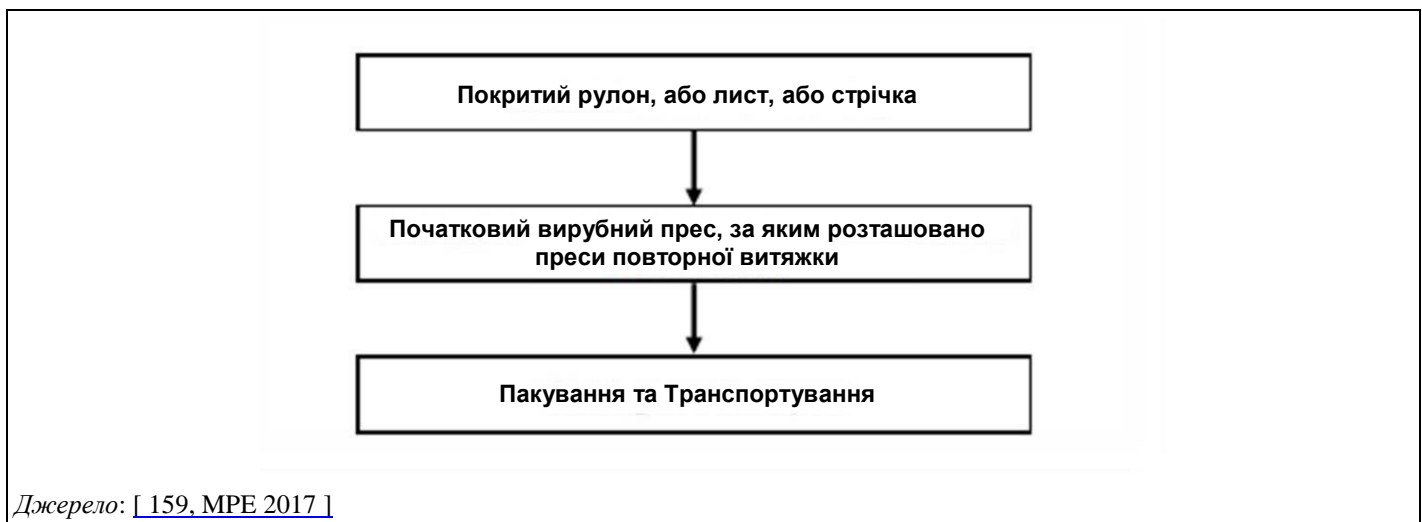 Покритий рулон, або лист, або стрічка
Початковий вирубний прес, за яким розташовано
преси повторної витяжки
Пакування та Транспортування
Джерело: [ 159, MPE 2017 ]